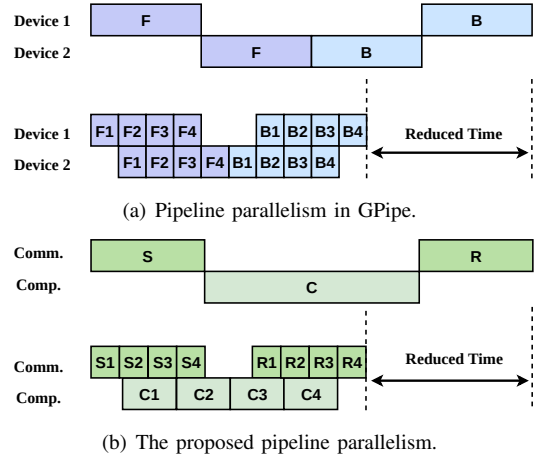 Device 1 F B
Device 2 F B
Device 1 F1 F2 F3 F4 B1 B2 B3 B4 Reduced Time
Device 2 F1 F2 F3 F4 B1 B2 B3 B4
(a) Pipeline parallelism in GPipe.
Comm. S R
Comp. C
Comm. S1 S2 S3 S4 R1 R2 R3 R4 Reduced Time
Comp. C1 C2 C3 C4
(b) The proposed pipeline parallelism.